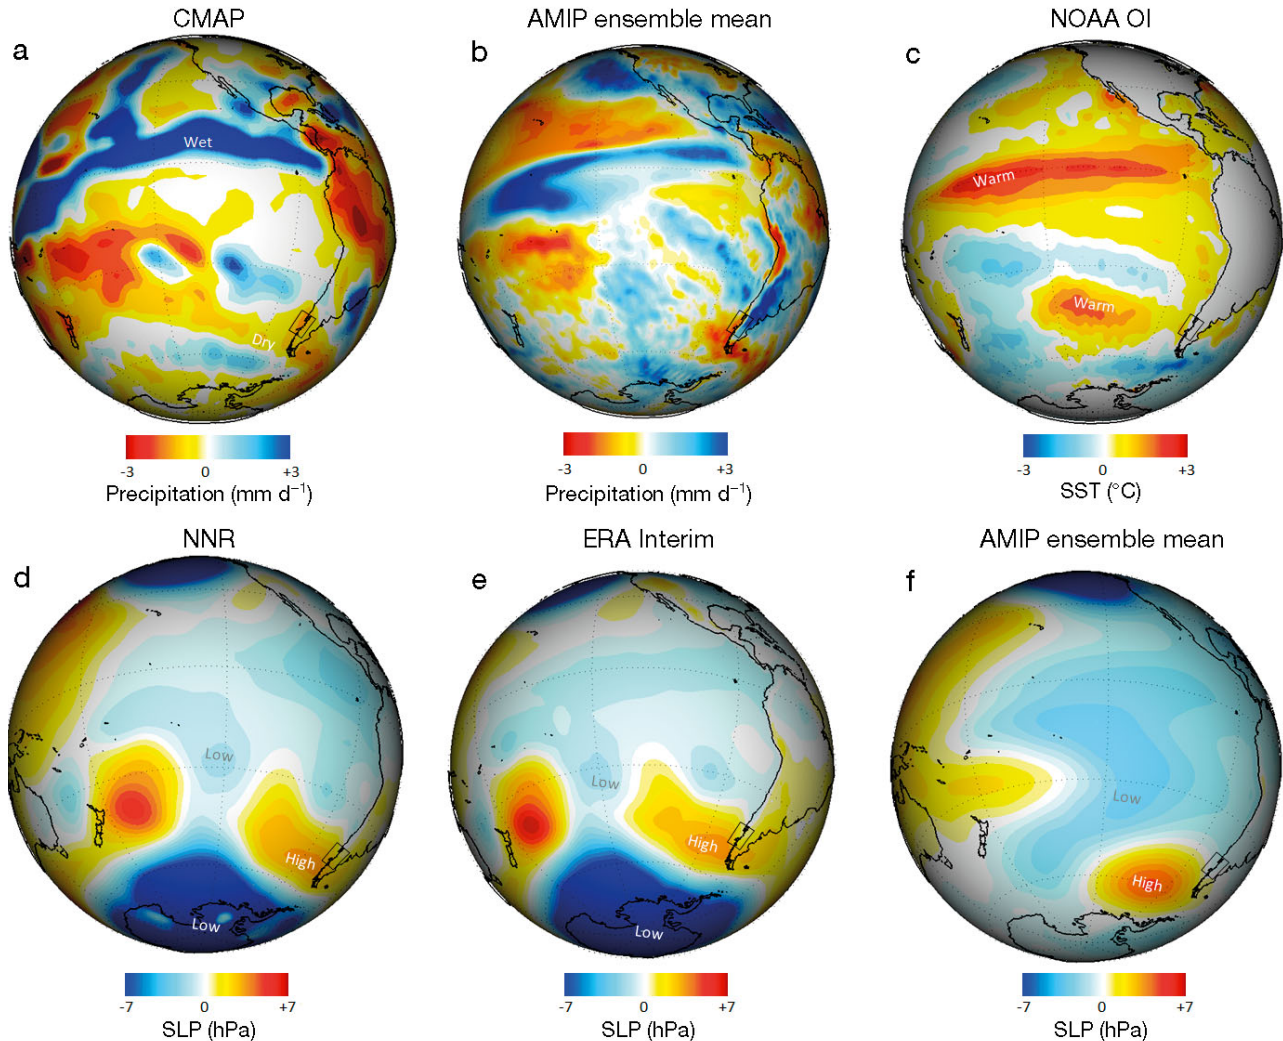 CMAP
AMIP ensemble mean
NOAA OI
a
b
c
Wet
Dry
Warm
Warm
-3 0 +3
Precipitation (mm d⁻¹)
-3 0 +3
Precipitation (mm d⁻¹)
-3 0 +3
SST (°C)
NNR
ERA Interim
AMIP ensemble mean
d
e
f
Low
High
Low
Low
High
Low
Low
High
-7 0 +7
SLP (hPa)
-7 0 +7
SLP (hPa)
-7 0 +7
SLP (hPa)